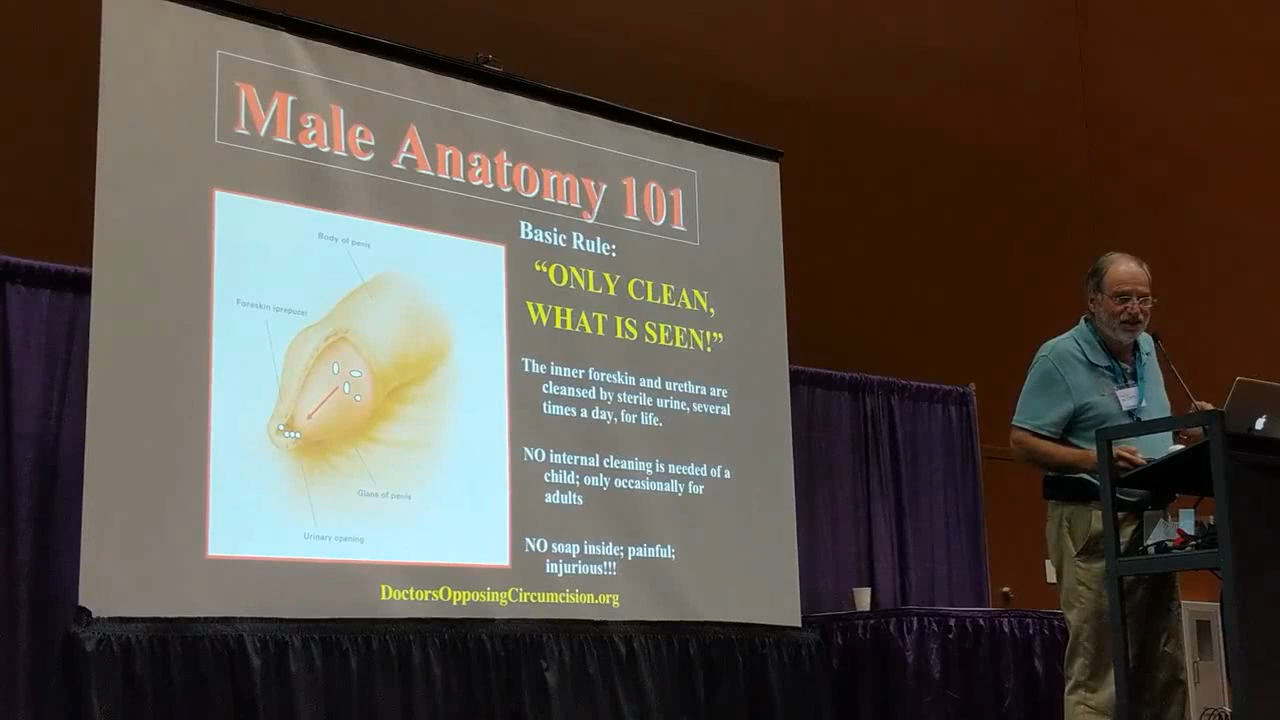 Male Anatomy 101
Body of penis
Foreskin (prepuce)
Glans of penis
Urinary opening
Basic Rule:
“ONLY CLEAN,
WHAT IS SEEN!”
The inner foreskin and urethra are
cleansed by sterile urine, several
times a day, for life.
NO internal cleaning is needed of a
child; only occasionally for
adults
NO soap inside; painful;
injurious!!!
DoctorsOpposingCircumcision.org